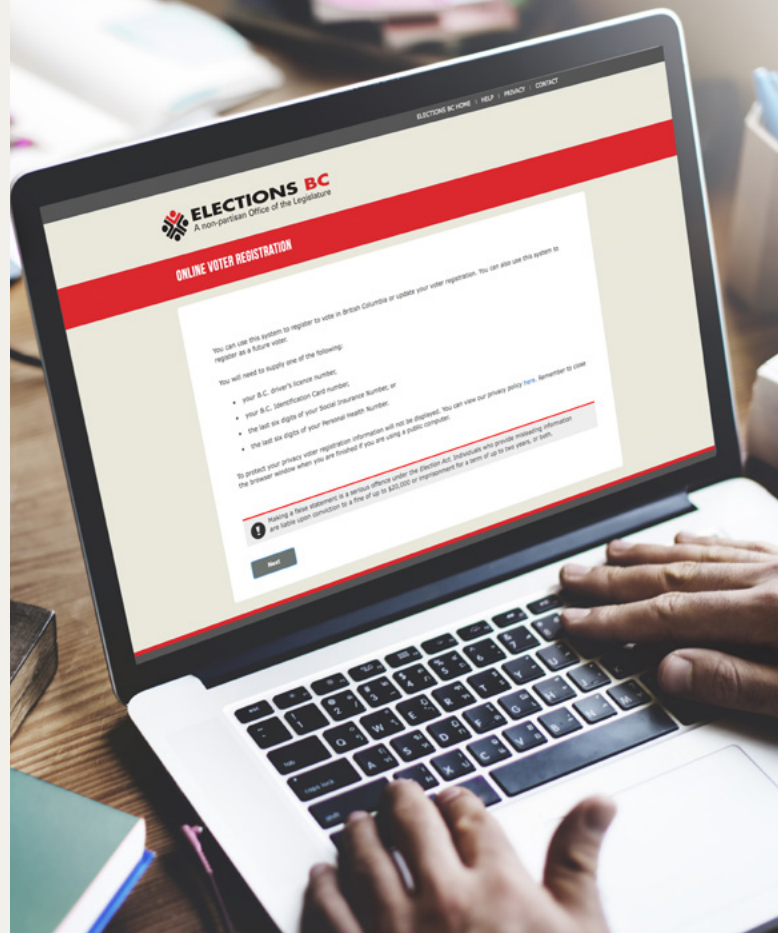 ELECTIONS BC HOME | HELP | PRIVACY | CONTACT
ELECTIONS BC
A non-partisan Office of the Legislature
ONLINE VOTER REGISTRATION
You can use this system to register to vote in British Columbia or update your voter registration. You can also use this system to
register as a future voter.
You will need to supply one of the following:
• your B.C. driver's licence number,
• your B.C. Identification Card number,
• the last six digits of your Social Insurance Number, or
• the last six digits of your Personal Health Number.
To protect your privacy voter registration information will not be displayed. You can view our privacy policy here. Remember to close
the browser window when you are finished if you are using a public computer.
! Making a false statement is a serious offence under the Election Act. Individuals who provide misleading information
are liable upon conviction to a fine of up to $20,000 or imprisonment for a term of up to two years, or both.
Next
esc
! 1 2 3 4
tab Q W E R T Y U
caps lock A S D F G H J
X C V B N M